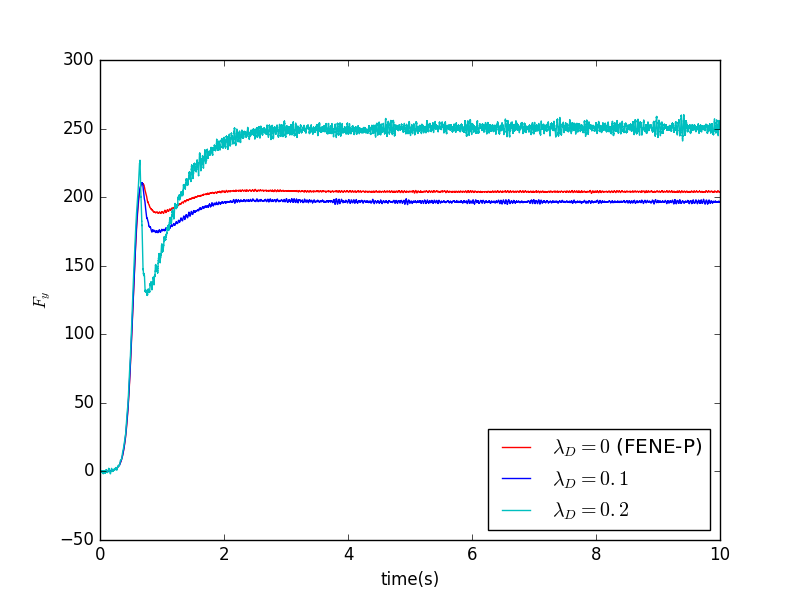 300
250
200
150
100
50
0
−50
F_y
0 2 4 6 8 10
time(s)
λ_D = 0 (FENE-P)
λ_D = 0.1
λ_D = 0.2